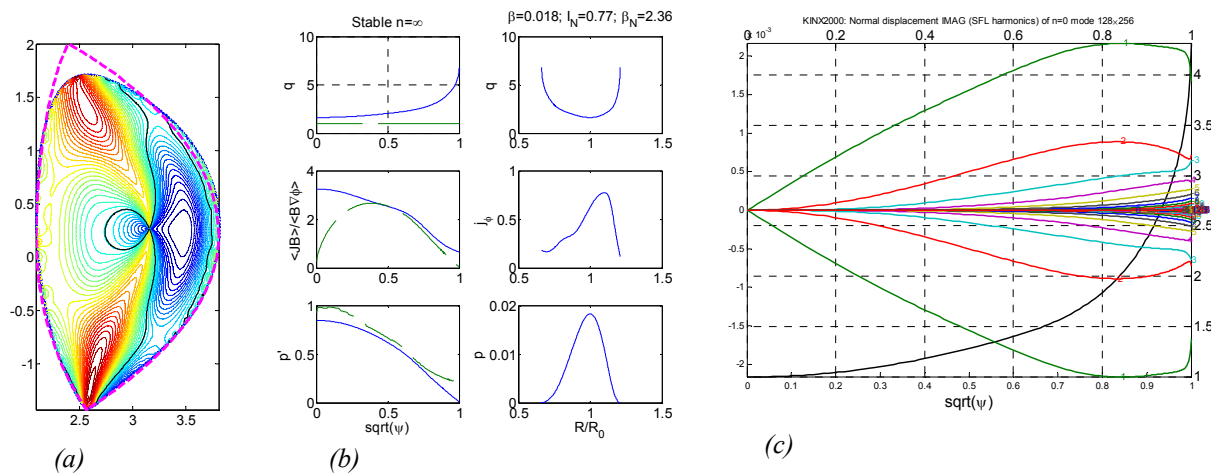 2
1.5
1
0.5
0
-0.5
-1
2.5 3 3.5
(a)
Stable n=∞
β=0.018; I_N=0.77; β_N=2.36
10
5
0
q
0 0.5 1
10
5
0
q
0.5 1 1.5
4
2
0
<JB>/<B∇ϕ>
0 0.5 1
1
0.5
0
j_ϕ
0.5 1 1.5
1
0.5
0
p'
0 0.5 1
sqrt(ψ)
0.02
0.01
0
p
0.5 1 1.5
R/R_0
(b)
KINX2000: Normal displacement IMAG (SFL harmonics) of n=0 mode 128×256
x 10^-3
0 0.2 0.4 0.6 0.8 1
2
1.5
1
0.5
0
-0.5
-1
-1.5
-2
4
3.5
3
2.5
2
1.5
1
1
2
3
5
2
3
1
0 0.1 0.2 0.3 0.4 0.5 0.6 0.7 0.8 0.9 1
sqrt(ψ)
(c)